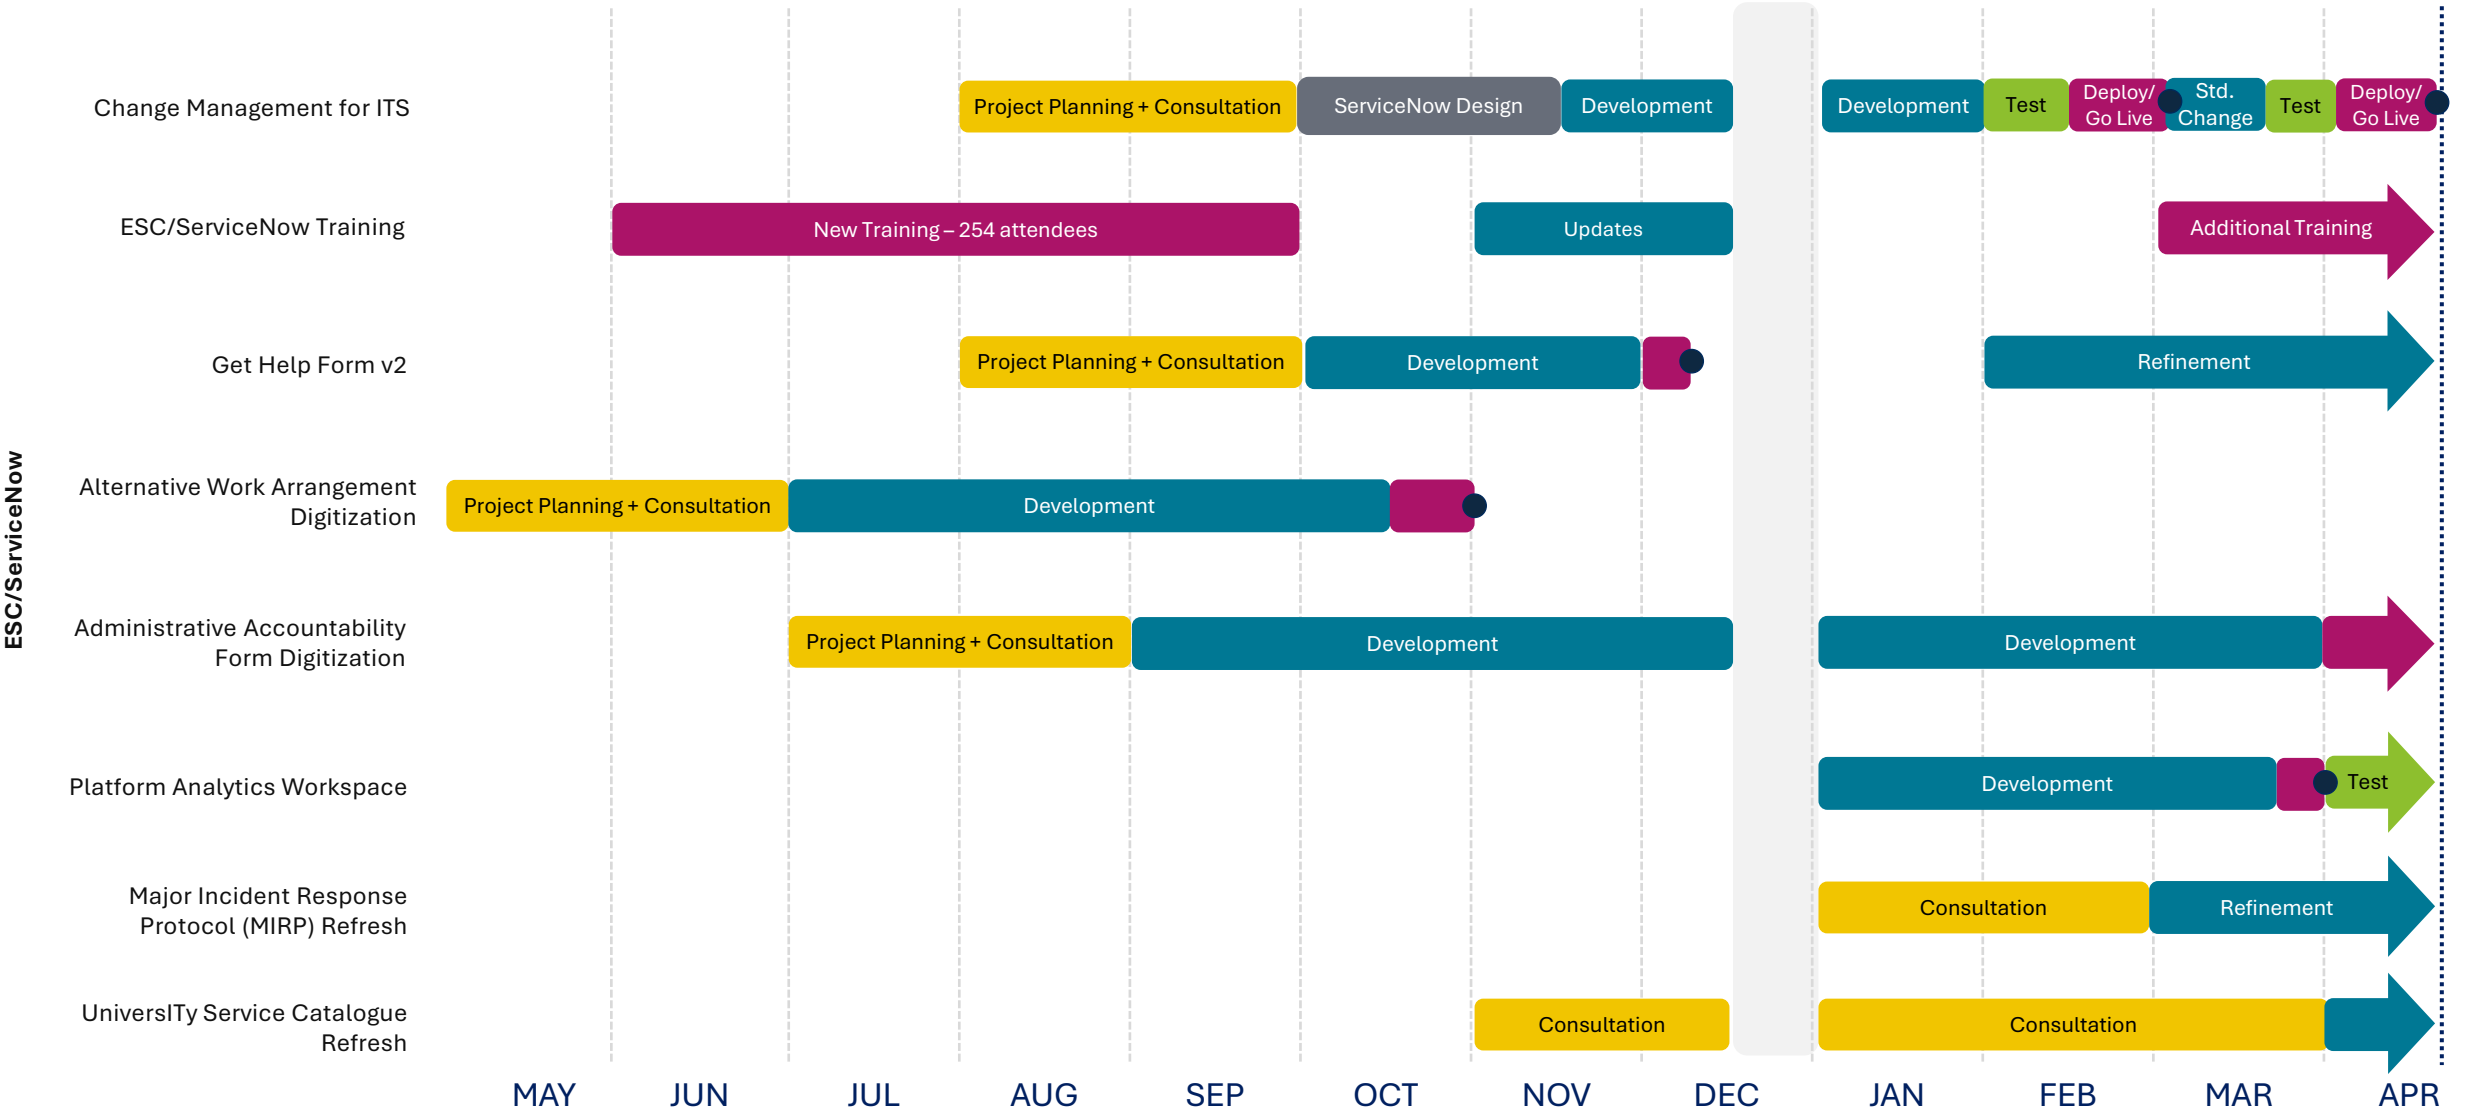 ESC/ServiceNow
Change Management for ITS
Project Planning + Consultation
ServiceNow Design
Development
Development
Test
Deploy/
Go Live
Std.
Change
Test
Deploy/
Go Live
ESC/ServiceNow Training
New Training – 254 attendees
Updates
Additional Training
Get Help Form v2
Project Planning + Consultation
Development
Refinement
Alternative Work Arrangement
Digitization
Project Planning + Consultation
Development
Administrative Accountability
Form Digitization
Project Planning + Consultation
Development
Development
Platform Analytics Workspace
Development
Test
Major Incident Response
Protocol (MIRP) Refresh
Consultation
Refinement
UniversITy Service Catalogue
Refresh
Consultation
Consultation
MAY JUN JUL AUG SEP OCT NOV DEC JAN FEB MAR APR